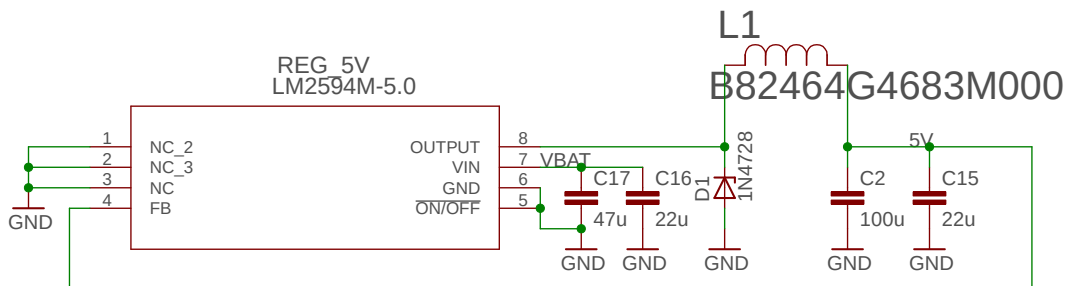 L1
B82464G4683M000
REG_5V
LM2594M-5.0
1 NC_2 OUTPUT 8
2 NC_3 VIN 7 VBAT
3 NC GND 6
4 FB ON/OFF 5
GND
C17
47u
GND
C16
22u
GND
D1
1N4728
GND
5V
C2
100u
GND
C15
22u
GND